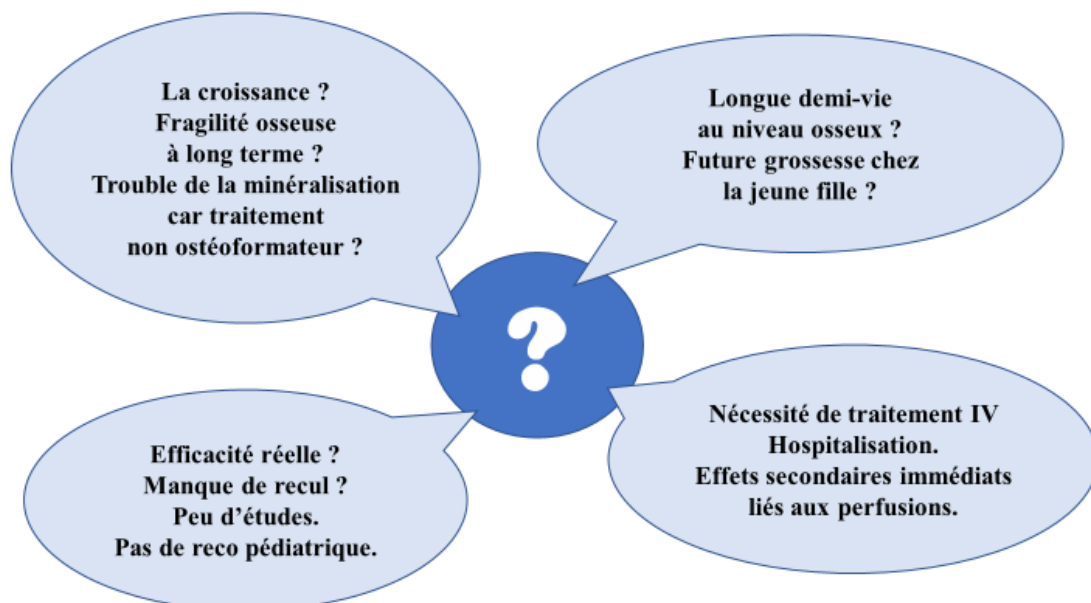 La croissance ?
Fragilité osseuse
à long terme ?
Trouble de la minéralisation
car traitement
non ostéoformateur ?
Longue demi-vie
au niveau osseux ?
Future grossesse chez
la jeune fille ?
?
Efficacité réelle ?
Manque de recul ?
Peu d'études.
Pas de reco pédiatrique.
Nécessité de traitement IV
Hospitalisation.
Effets secondaires immédiats
liés aux perfusions.